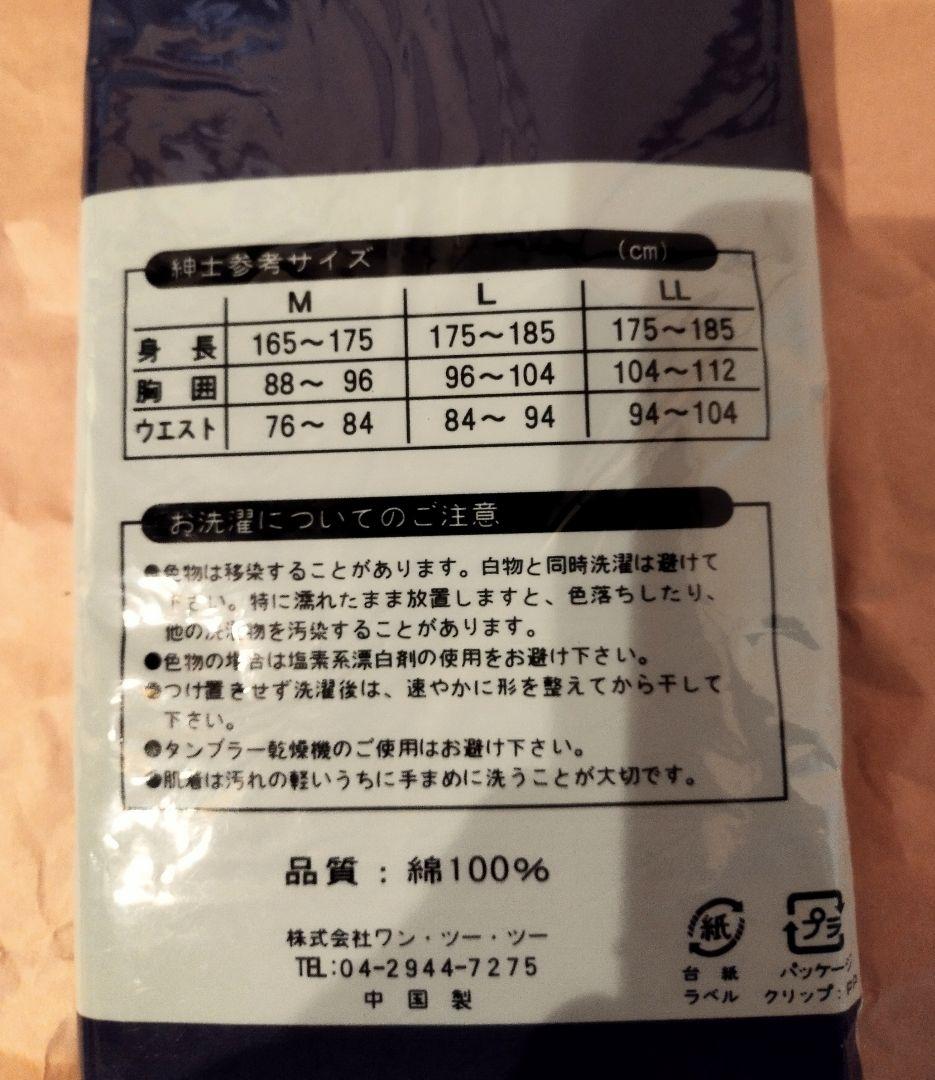 紳士参考サイズ (cm)
M L LL
身長 165〜175 175〜185 175〜185
胸囲 88〜 96 96〜104 104〜112
ウエスト 76〜 84 84〜 94 94〜104
お洗濯についてのご注意
●色物は移染することがあります。白物と同時洗濯は避けて
下さい。特に濡れたまま放置しますと、色落ちしたり、
他の洗濯物を汚染することがあります。
●色物の場合は塩素系漂白剤の使用をお避け下さい。
●つけ置きせず洗濯後は、速やかに形を整えてから干して
下さい。
●タンブラー乾燥機のご使用はお避け下さい。
●肌着は汚れの軽いうちに手まめに洗うことが大切です。
品質：綿100%
株式会社ワン・ツー・ツー
TEL:04-2944-7275
中国製
紙 プラ
台紙 パッケージ
ラベル クリップ：